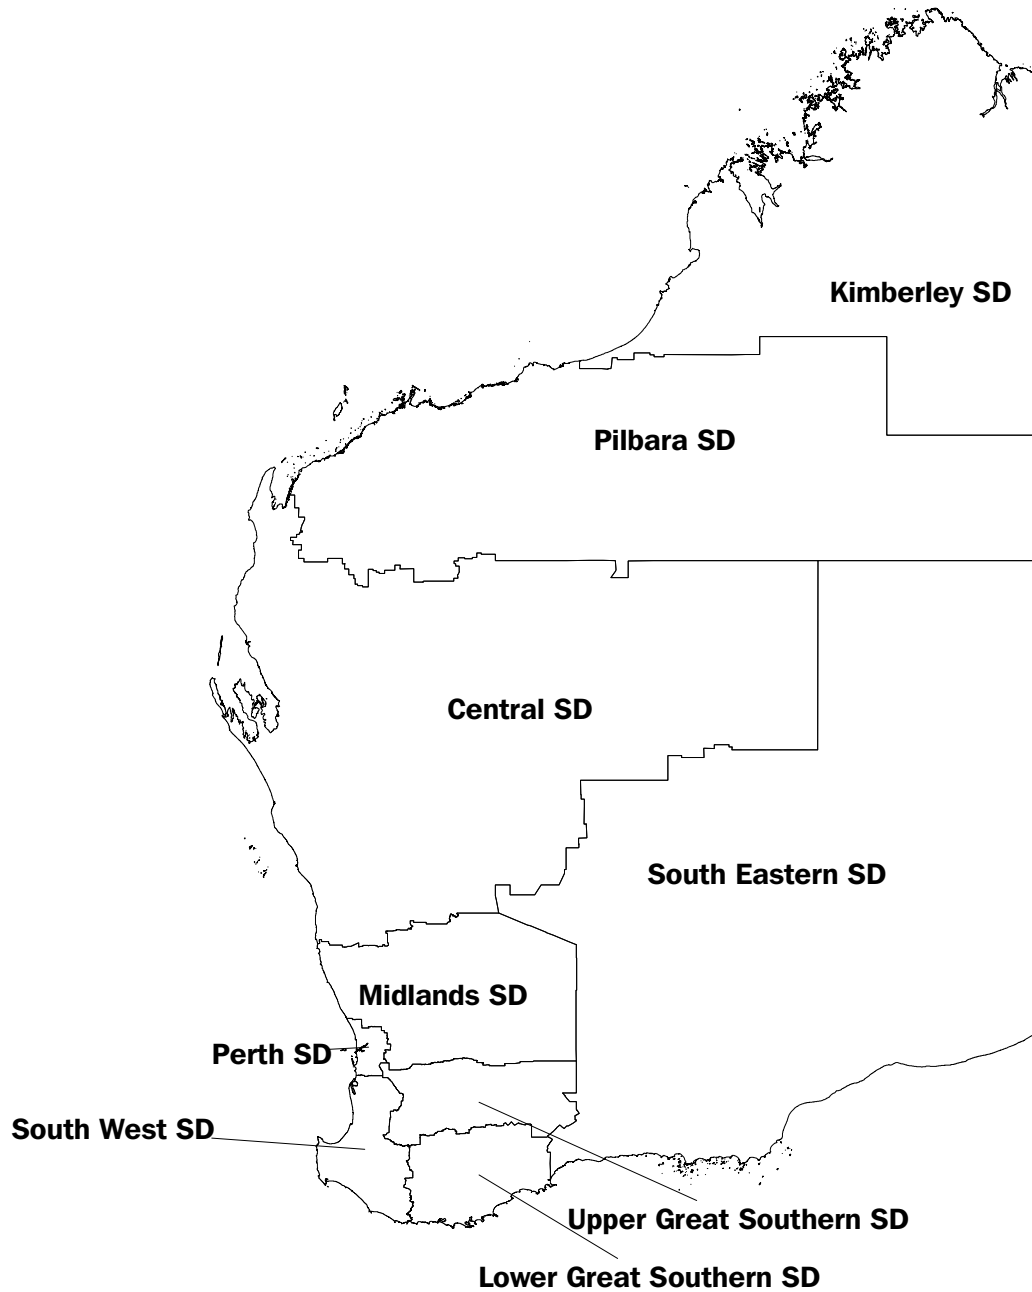 Kimberley SD
Pilbara SD
Central SD
South Eastern SD
Midlands SD
Perth SD
South West SD
Upper Great Southern SD
Lower Great Southern SD